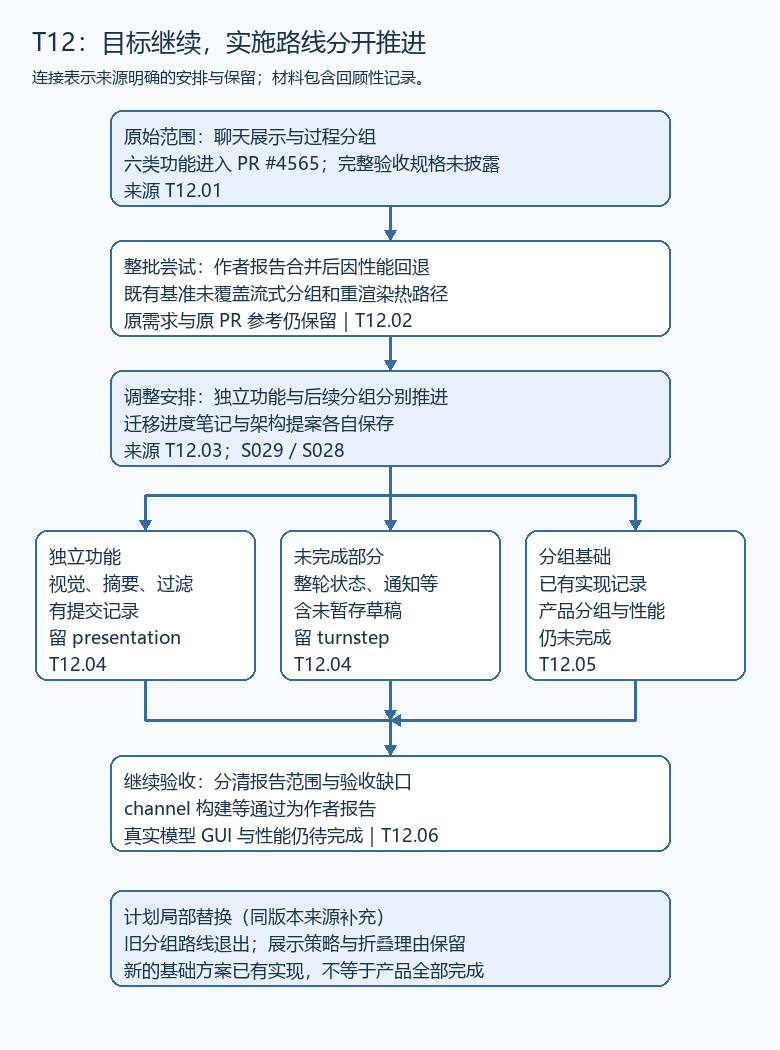 T12：目标继续，实施路线分开推进
连接表示来源明确的安排与保留；材料包含回顾性记录。
原始范围：聊天展示与过程分组
六类功能进入 PR #4565；完整验收规格未披露
来源 T12.01
整批尝试：作者报告合并后因性能回退
既有基准未覆盖流式分组和重渲染热路径
原需求与原 PR 参考仍保留 | T12.02
调整安排：独立功能与后续分组分别推进
迁移进度笔记与架构提案各自保存
来源 T12.03；S029 / S028
独立功能
视觉、摘要、过滤
有提交记录
留 presentation
T12.04
未完成部分
整轮状态、通知等
含未暂存草稿
留 turnstep
T12.04
分组基础
已有实现记录
产品分组与性能
仍未完成
T12.05
继续验收：分清报告范围与验收缺口
channel 构建等通过为作者报告
真实模型 GUI 与性能仍待完成 | T12.06
计划局部替换（同版本来源补充）
旧分组路线退出；展示策略与折叠理由保留
新的基础方案已有实现，不等于产品全部完成